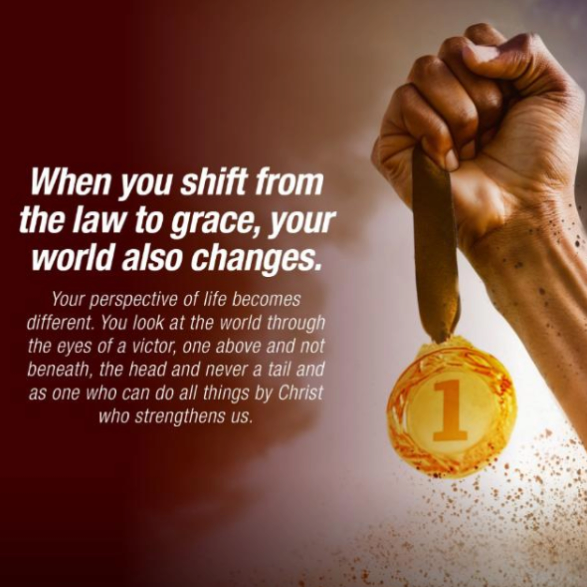 When you shift from
the law to grace, your
world also changes.
Your perspective of life becomes
different. You look at the world through
the eyes of a victor, one above and not
beneath, the head and never a tail and
as one who can do all things by Christ
who strengthens us.
1